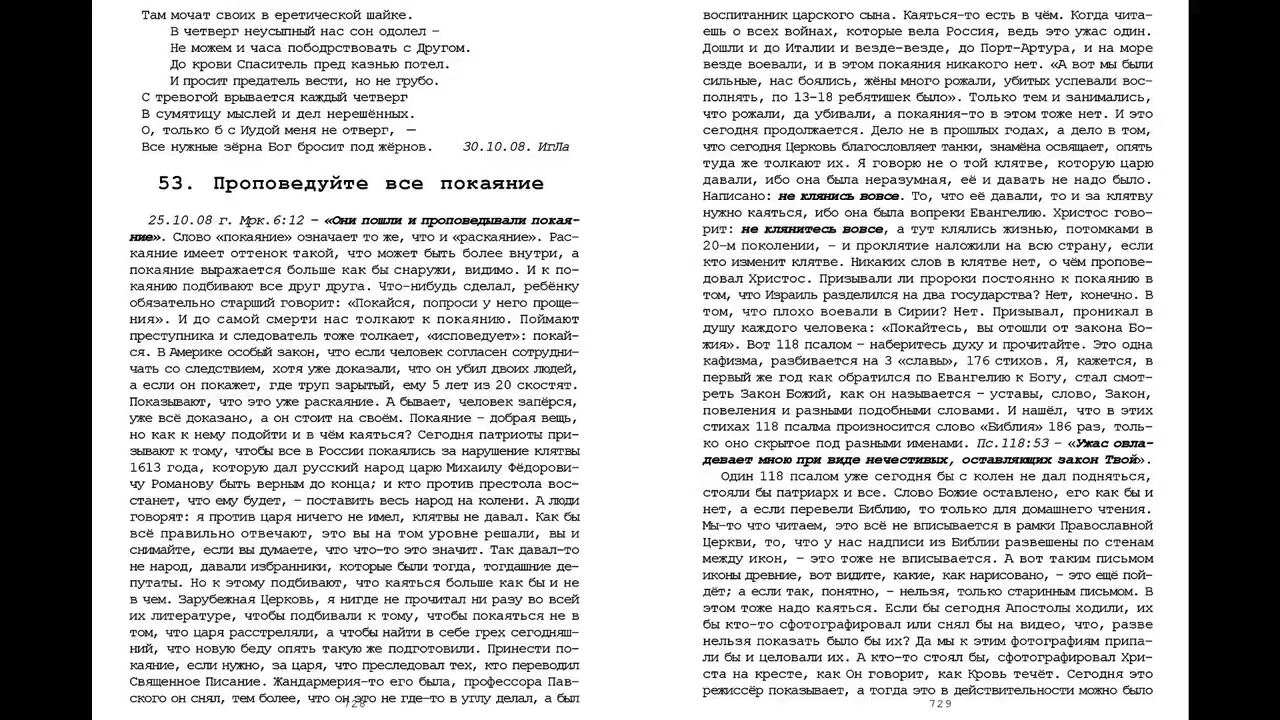 Там мочат своих в еретической шайке.
В четверг неусыпный нас сон одолел –
Не можем и часа пободрствовать с Другом.
До крови Спаситель пред казнью потел.
И просит предатель вести, но не грубо.
С тревогой врывается каждый четверг
В сумятицу мыслей и дел нерешённых.
О, только б с Иудой меня не отверг, —
Все нужные зёрна Бог бросит под жёрнов. 30.10.08. ИгЛа
53. Проповедуйте все покаяние
25.10.08 г. Мрк.6:12 – «Они пошли и проповедывали покая-
ние». Слово «покаяние» означает то же, что и «раскаяние». Рас-
каяние имеет оттенок такой, что может быть более внутри, а
покаяние выражается больше как бы снаружи, видимо. И к по-
каянию подбивают все друг друга. Что-нибудь сделал, ребёнку
обязательно старший говорит: «Покайся, попроси у него проще-
ния». И до самой смерти нас толкают к покаянию. Поймают
преступника и следователь тоже толкает, «исповедует»: покай-
ся. В Америке особый закон, что если человек согласен сотрудни-
чать со следствием, хотя уже доказали, что он убил двоих людей,
а если он покажет, где труп зарытый, ему 5 лет из 20 скостят.
Показывают, что это уже раскаяние. А бывает, человек запёрся,
уже всё доказано, а он стоит на своём. Покаяние – добрая вещь,
но как к нему подойти и в чём каяться? Сегодня патриоты при-
зывают к тому, чтобы все в России покаялись за нарушение клятвы
1613 года, которую дал русский народ царю Михаилу Фёдорови-
чу Романову быть верным до конца; и кто против престола вос-
станет, что ему будет, – поставить весь народ на колени. А люди
говорят: я против царя ничего не имел, клятвы не давал. Как бы
всё правильно отвечают, это вы на том уровне решали, вы и
снимайте, если вы думаете, что что-то это значит. Так давал-то
не народ, давали избранники, которые были тогда, тогдашние де-
путаты. Но к этому подбивают, что каяться больше как бы и не
в чем. Зарубежная Церковь, я нигде не прочитал ни разу во всей
их литературе, чтобы подбивали к тому, чтобы покаяться не в
том, что царя расстреляли, а чтобы найти в себе грех сегодняш-
ний, что новую беду опять такую же подготовили. Принести по-
каяние, если нужно, за царя, что преследовал тех, кто переводил
Священное Писание. Жандармерия-то его была, профессора Пав-
ского он снял, тем более, что он это не где-то в углу делал, а был
728
воспитанник царского сына. Каяться-то есть в чём. Когда чита-
ешь о всех войнах, которые вела Россия, ведь это ужас один.
Дошли и до Италии и везде-везде, до Порт-Артура, и на море
везде воевали, и в этом покаяния никакого нет. «А вот мы были
сильные, нас боялись, жёны много рожали, убитых успевали вос-
полнять, по 13-18 ребятишек было». Только тем и занимались,
что рожали, да убивали, а покаяния-то в этом тоже нет. И это
сегодня продолжается. Дело не в прошлых годах, а дело в том,
что сегодня Церковь благословляет танки, знамёна освящает, опять
туда же толкают их. Я говорю не о той клятве, которую царю
давали, ибо она была неразумная, её и давать не надо было.
Написано: не клянись вовсе. То, что её давали, то и за клятву
нужно каяться, ибо она была вопреки Евангелию. Христос гово-
рит: не клянитесь вовсе, а тут клялись жизнью, потомками в
20-м поколении, – и проклятие наложили на всю страну, если
кто изменит клятве. Никаких слов в клятве нет, о чём пропове-
довал Христос. Призывали ли пророки постоянно к покаянию в
том, что Израиль разделился на два государства? Нет, конечно. В
том, что плохо воевали в Сирии? Нет. Призывал, проникал в
душу каждого человека: «Покайтесь, вы отошли от закона Бо-
жия». Вот 118 псалом – наберитесь духу и прочитайте. Это одна
кафизма, разбивается на 3 «славы», 176 стихов. Я, кажется, в
первый же год как обратился по Евангелию к Богу, стал смот-
реть Закон Божий, как он называется – уставы, слово, Закон,
повеления и разными подобными словами. И нашёл, что в этих
стихах 118 псалма произносится слово «Библия» 186 раз, толь-
ко оно скрытое под разными именами. Пс.118:53 – «Ужас овла-
девает мною при виде нечестивых, оставляющих закон Твой».
Один 118 псалом уже сегодня бы с колен не дал подняться,
стояли бы патриарх и все. Слово Божие оставлено, его как бы и
нет, а если перевели Библию, то только для домашнего чтения.
Мы-то что читаем, это всё не вписывается в рамки Православной
Церкви, то, что у нас надписи из Библии развешены по стенам
между икон, – это тоже не вписывается. А вот таким письмом
иконы древние, вот видите, какие, как нарисовано, – это ещё пой-
дёт; а если так, понятно, – нельзя, только старинным письмом. В
этом тоже надо каяться. Если бы сегодня Апостолы ходили, их
бы кто-то сфотографировал или снял бы на видео, что, разве
нельзя показать было бы их? Да мы к этим фотографиям припа-
ли бы и целовали их. А кто-то стоял бы, сфотографировал Хри-
ста на кресте, как Он говорит, как Кровь течёт. Сегодня это
режиссёр показывает, а тогда это в действительности можно было
729